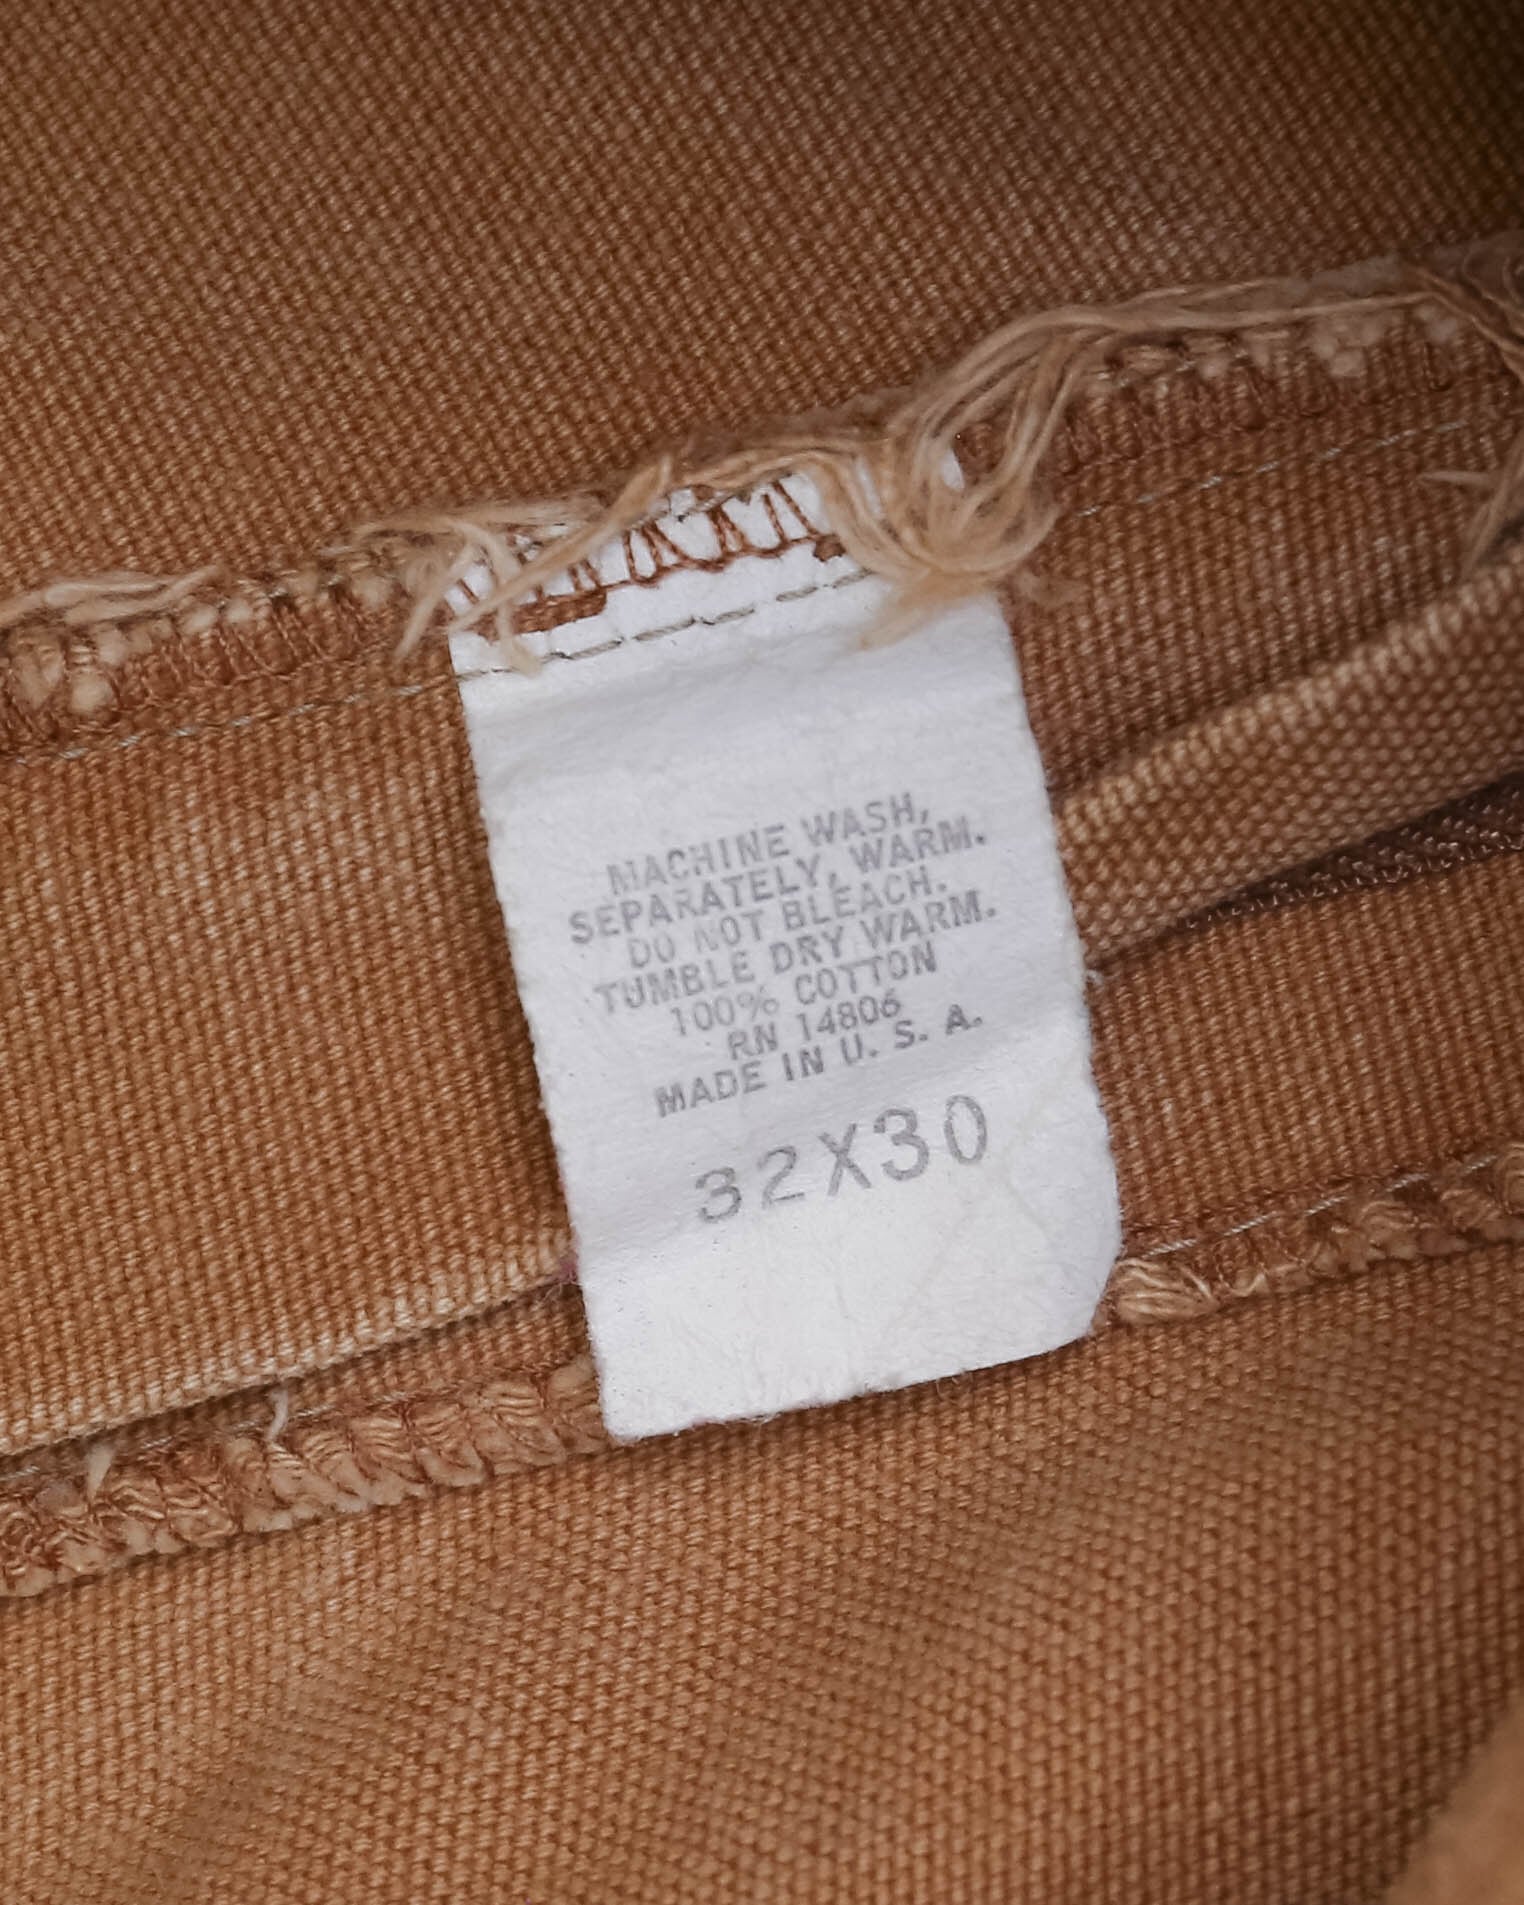 MACHINE WASH,
SEPARATELY, WARM.
DO NOT BLEACH.
TUMBLE DRY WARM.
100% COTTON
RN 14806
MADE IN U. S. A.
32X30